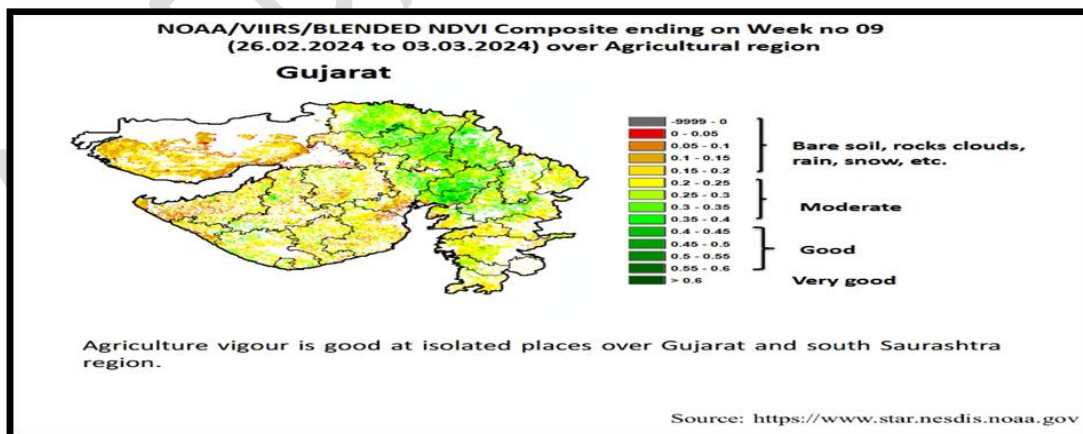 NOAA/VIIRS/BLENDED NDVI Composite ending on Week no 09
(26.02.2024 to 03.03.2024) over Agricultural region
Gujarat
-9999 - 0
0 - 0.05
0.05 - 0.1
0.1 - 0.15
0.15 - 0.2
0.2 - 0.25
0.25 - 0.3
0.3 - 0.35
0.35 - 0.4
0.4 - 0.45
0.45 - 0.5
0.5 - 0.55
0.55 - 0.6
> 0.6
Bare soil, rocks clouds,
rain, snow, etc.
Moderate
Good
Very good
Agriculture vigour is good at isolated places over Gujarat and south Saurashtra
region.
Source: https://www.star.nesdis.noaa.gov